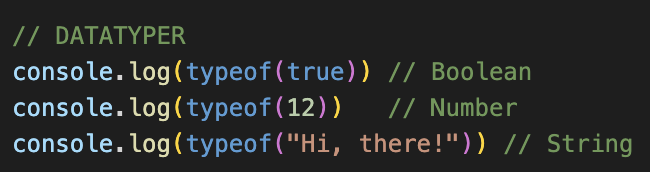 // DATATYPER
console.log(typeof(true)) // Boolean
console.log(typeof(12))   // Number
console.log(typeof("Hi, there!")) // String